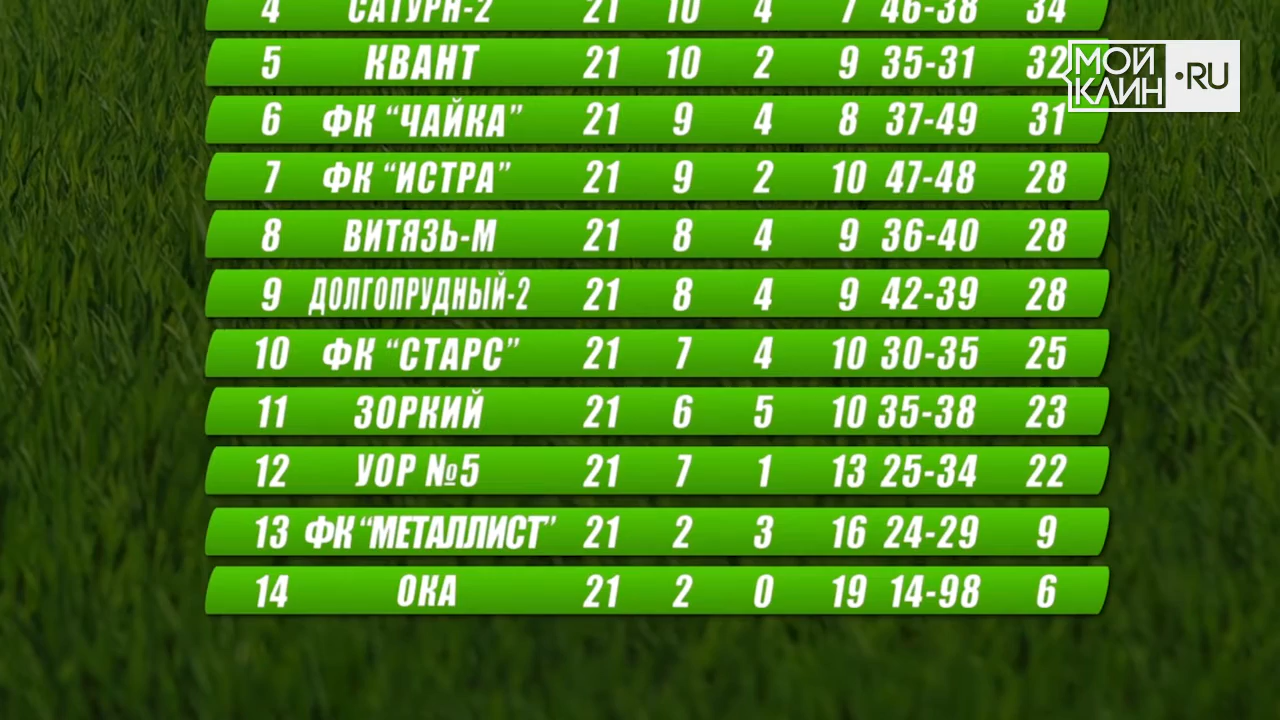 4 САТУРН-2 21 10 4 7 46-38 34
5 КВАНТ 21 10 2 9 35-31 32
МОЙ КЛИН •RU
6 ФК “ЧАЙКА” 21 9 4 8 37-49 31
7 ФК “ИСТРА” 21 9 2 10 47-48 28
8 ВИТЯЗЬ-М 21 8 4 9 36-40 28
9 ДОЛГОПРУДНЫЙ-2 21 8 4 9 42-39 28
10 ФК “СТАРС” 21 7 4 10 30-35 25
11 ЗОРКИЙ 21 6 5 10 35-38 23
12 УОР №5 21 7 1 13 25-34 22
13 ФК “МЕТАЛЛИСТ” 21 2 3 16 24-29 9
14 ОКА 21 2 0 19 14-98 6